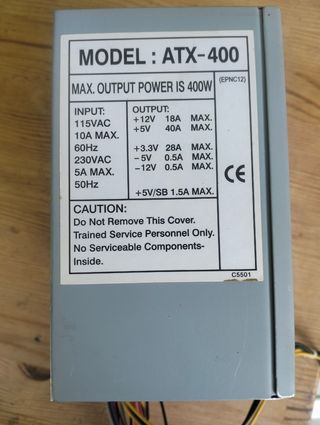 MODEL : ATX-400
MAX. OUTPUT POWER IS 400W
(EPNC12)
INPUT:
115VAC
10A MAX.
60Hz
230VAC
5A MAX.
50Hz
OUTPUT:
+12V 18A MAX.
+5V 40A MAX.
+3.3V 28A MAX.
-5V 0.5A MAX.
-12V 0.5A MAX.
+5V/SB 1.5A MAX.
CE
CAUTION:
Do Not Remove This Cover.
Trained Service Personnel Only.
No Serviceable Components-
Inside.
C5501